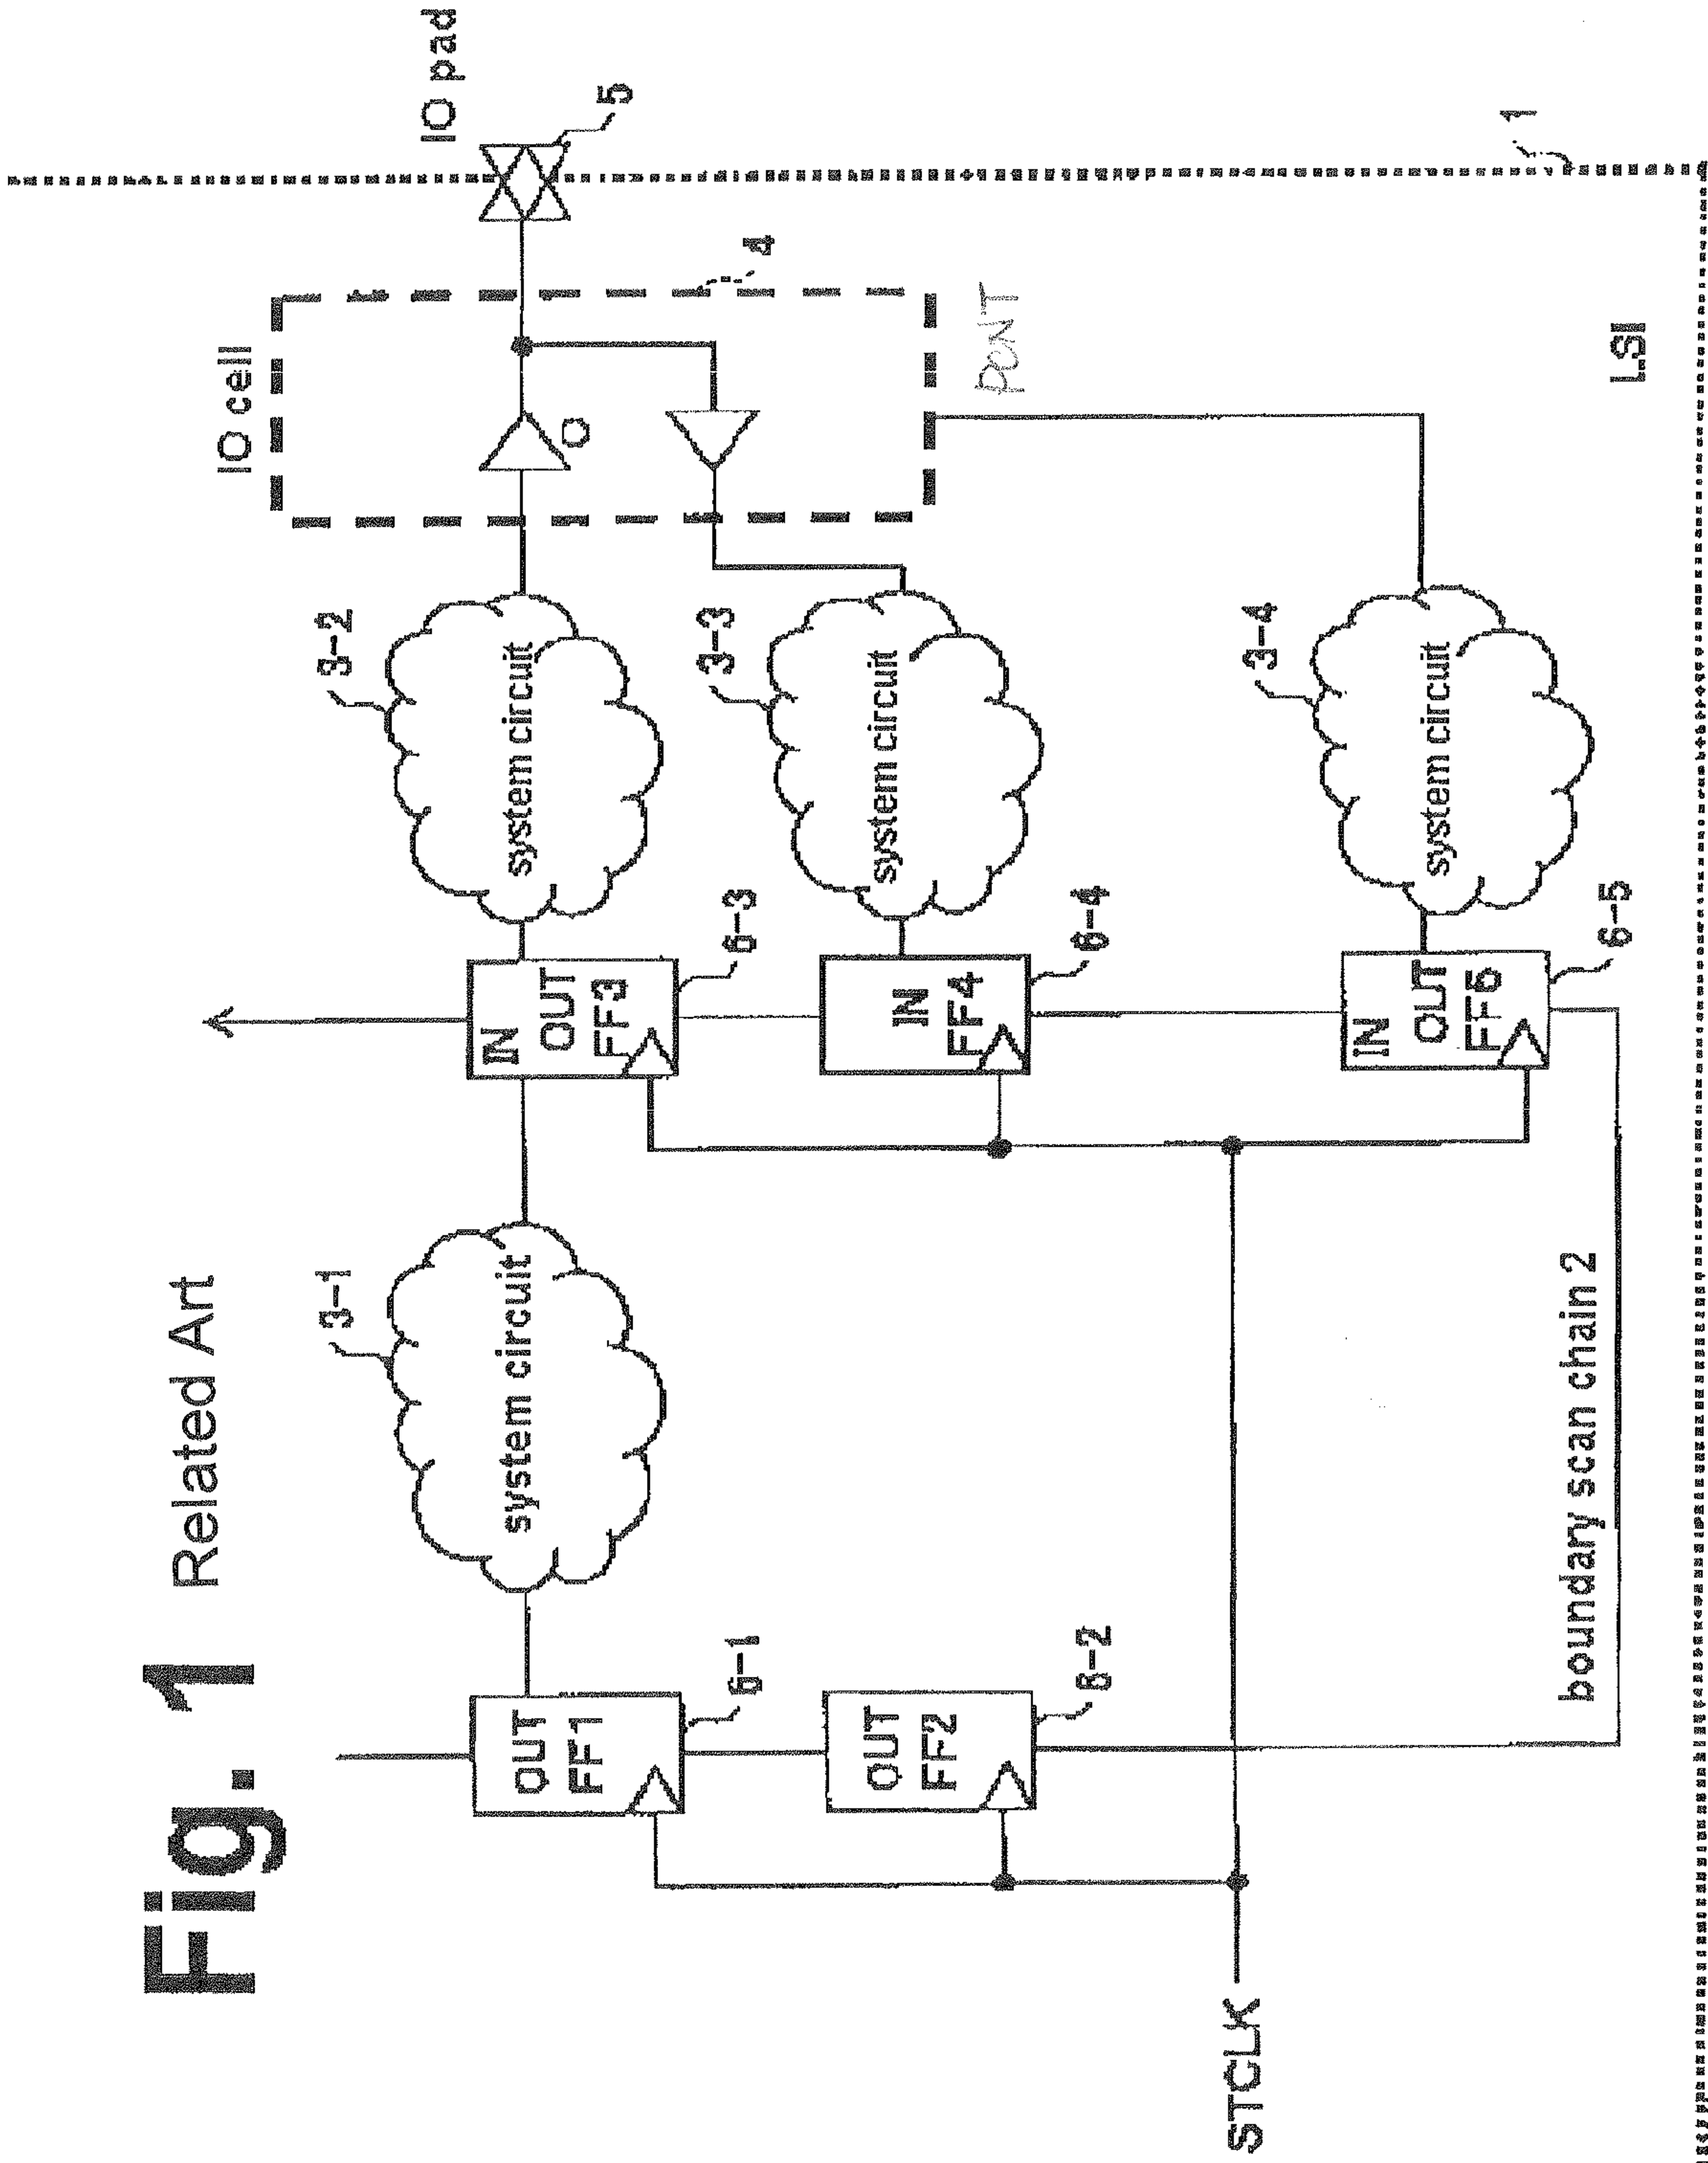 Fig. 1 Related Art
IO pad
5
IO cell
4
3-1
system circuit
3-2
system circuit
OUT
FF1
6-1
IN
OUT
FF3
6-3
3-3
system circuit
OUT
FF2
6-2
IN
FF4
6-4
PONT
3-4
system circuit
IN
OUT
FF5
6-5
STCLK
boundary scan chain 2
1
LSI